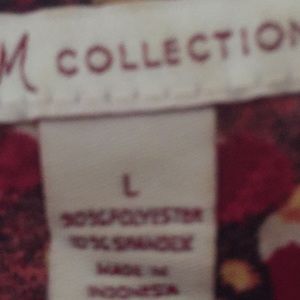 M COLLECTION
L
90% POLYESTER
10% SPANDEX
MADE IN
INDONESIA